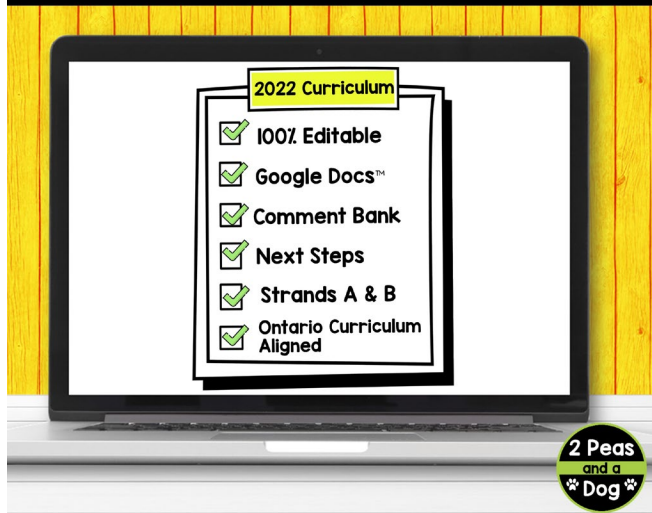 2022 Curriculum
100% Editable
Google Docs™
Comment Bank
Next Steps
Strands A & B
Ontario Curriculum
Aligned
2 Peas
and a
Dog